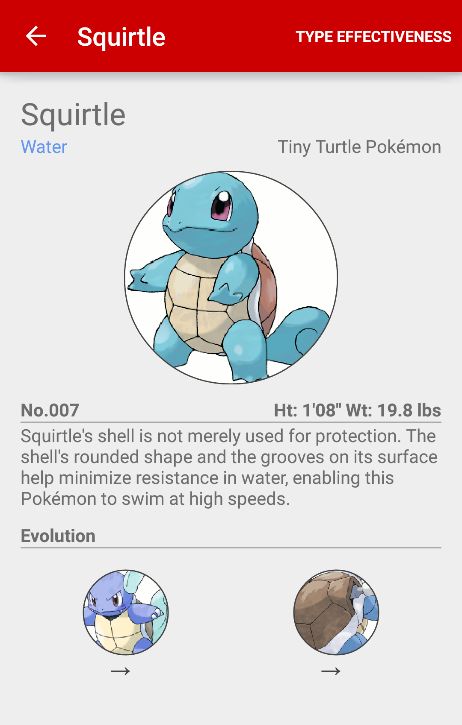 Squirtle
TYPE EFFECTIVENESS
Squirtle
Water
Tiny Turtle Pokémon
No.007
Ht: 1'08" Wt: 19.8 lbs
Squirtle's shell is not merely used for protection. The
shell's rounded shape and the grooves on its surface
help minimize resistance in water, enabling this
Pokémon to swim at high speeds.
Evolution